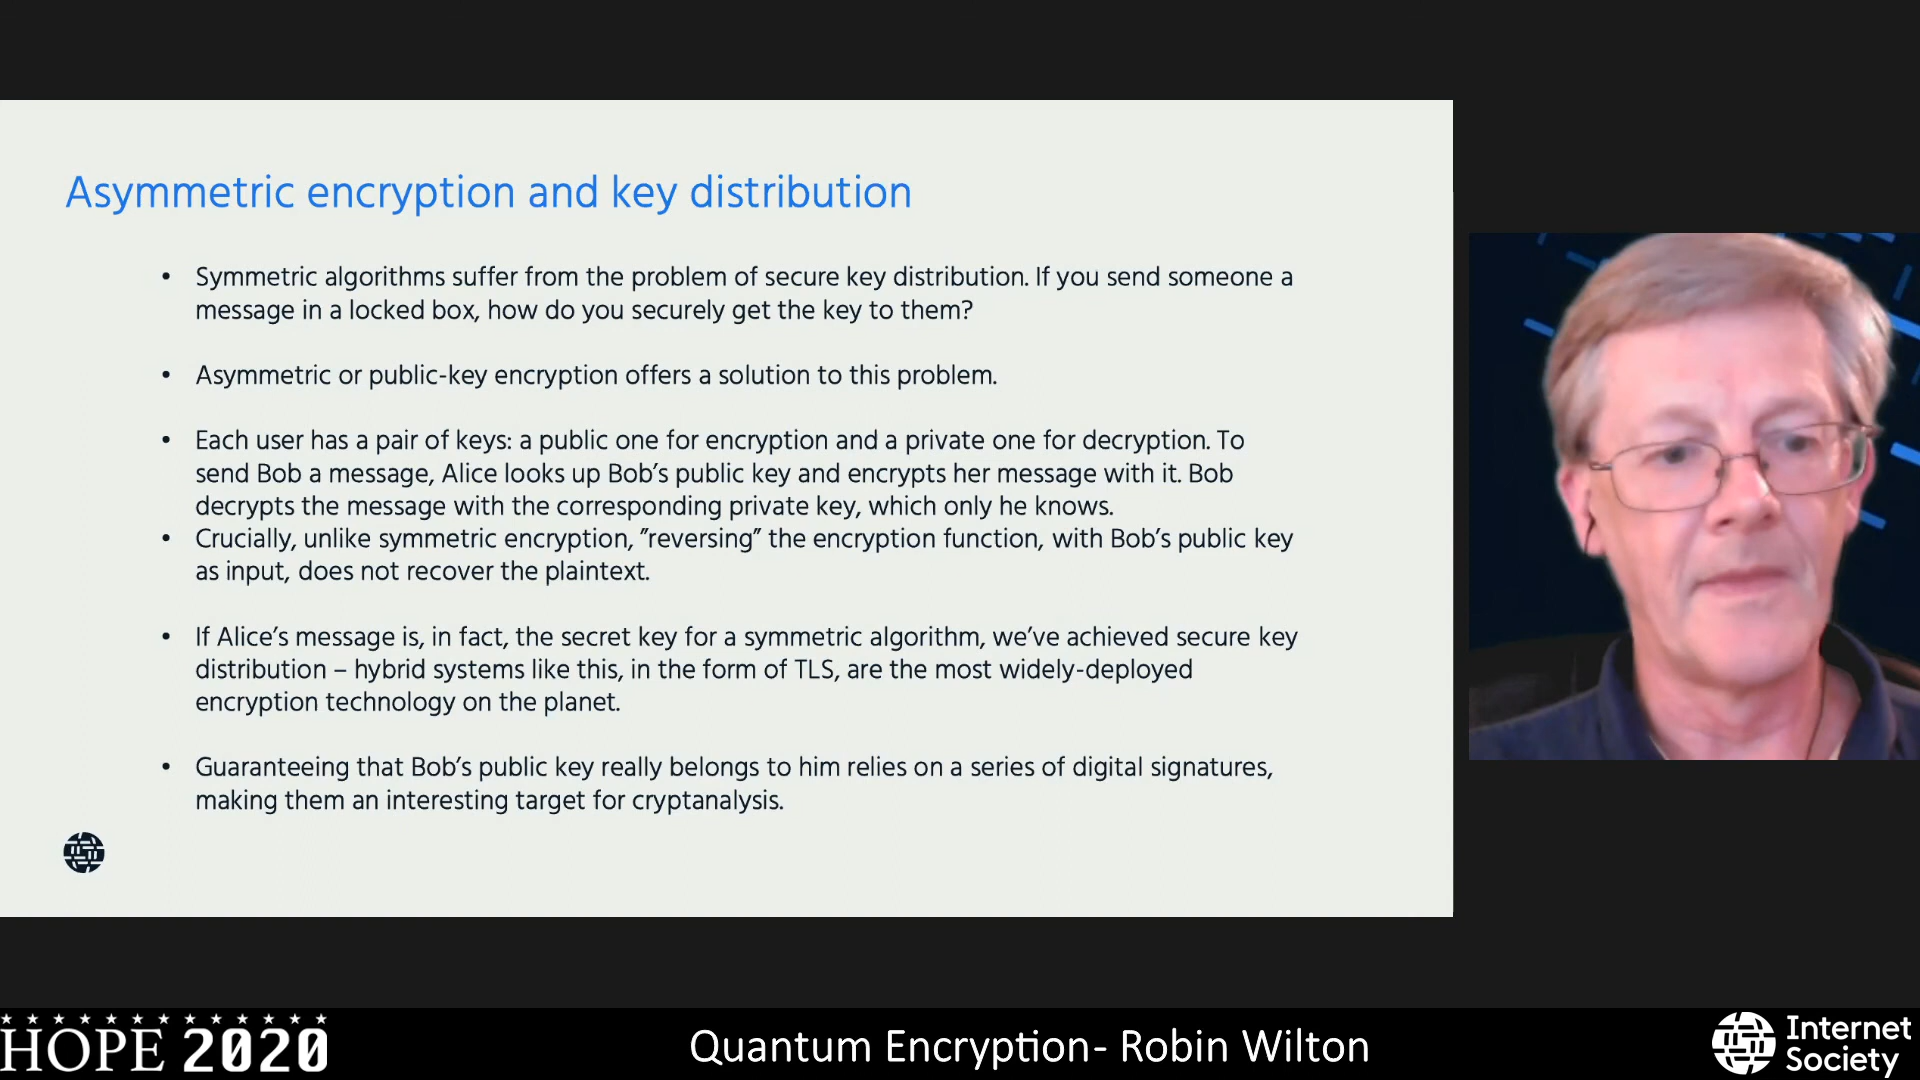 Asymmetric encryption and key distribution
• Symmetric algorithms suffer from the problem of secure key distribution. If you send someone a
message in a locked box, how do you securely get the key to them?
• Asymmetric or public-key encryption offers a solution to this problem.
• Each user has a pair of keys: a public one for encryption and a private one for decryption. To
send Bob a message, Alice looks up Bob’s public key and encrypts her message with it. Bob
decrypts the message with the corresponding private key, which only he knows.
• Crucially, unlike symmetric encryption, ”reversing” the encryption function, with Bob’s public key
as input, does not recover the plaintext.
• If Alice’s message is, in fact, the secret key for a symmetric algorithm, we’ve achieved secure key
distribution – hybrid systems like this, in the form of TLS, are the most widely-deployed
encryption technology on the planet.
• Guaranteeing that Bob’s public key really belongs to him relies on a series of digital signatures,
making them an interesting target for cryptanalysis.
HOPE 2020
Quantum Encryption- Robin Wilton
Internet
Society